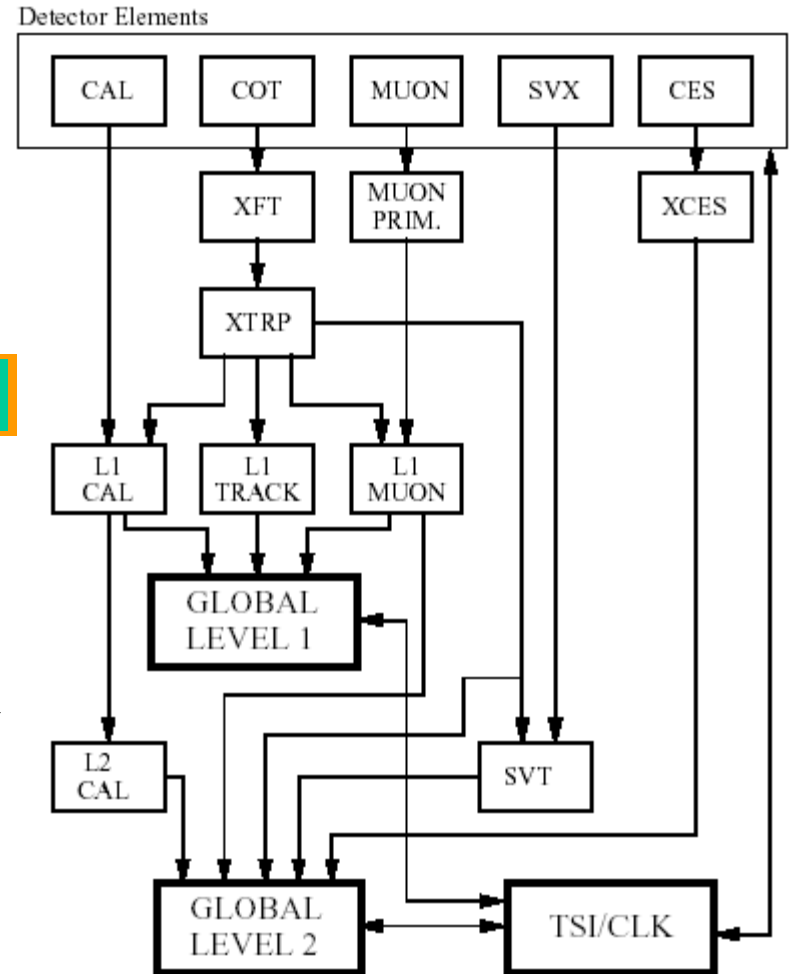 Detector Elements
CAL
COT
MUON
SVX
CES
XFT
MUON
PRIM.
XCES
XTRP
L1
CAL
L1
TRACK
L1
MUON
GLOBAL
LEVEL 1
L2
CAL
SVT
GLOBAL
LEVEL 2
TSI/CLK